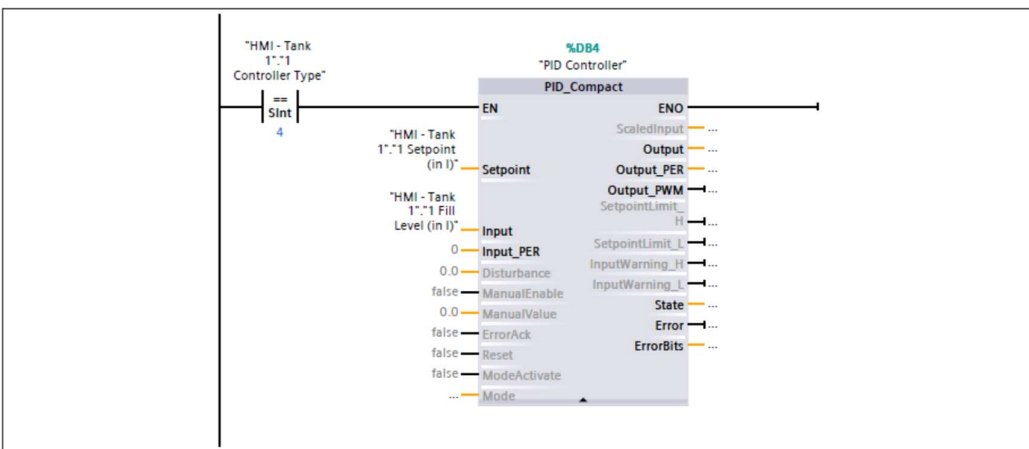 "HMI - Tank
1"."1
Controller Type"
==
SInt
4
%DB4
"PID Controller"
PID_Compact
EN
ENO
ScaledInput
...
Output
...
"HMI - Tank
1"."1 Setpoint
(in l)"
Setpoint
Output_PER
...
Output_PWM
...
SetpointLimit_
H
...
"HMI - Tank
1"."1 Fill
Level (in l)"
Input
0
Input_PER
SetpointLimit_L
...
0.0
Disturbance
InputWarning_H
...
false
ManualEnable
InputWarning_L
...
0.0
ManualValue
State
...
false
ErrorAck
Error
...
false
Reset
ErrorBits
...
false
ModeActivate
...
Mode